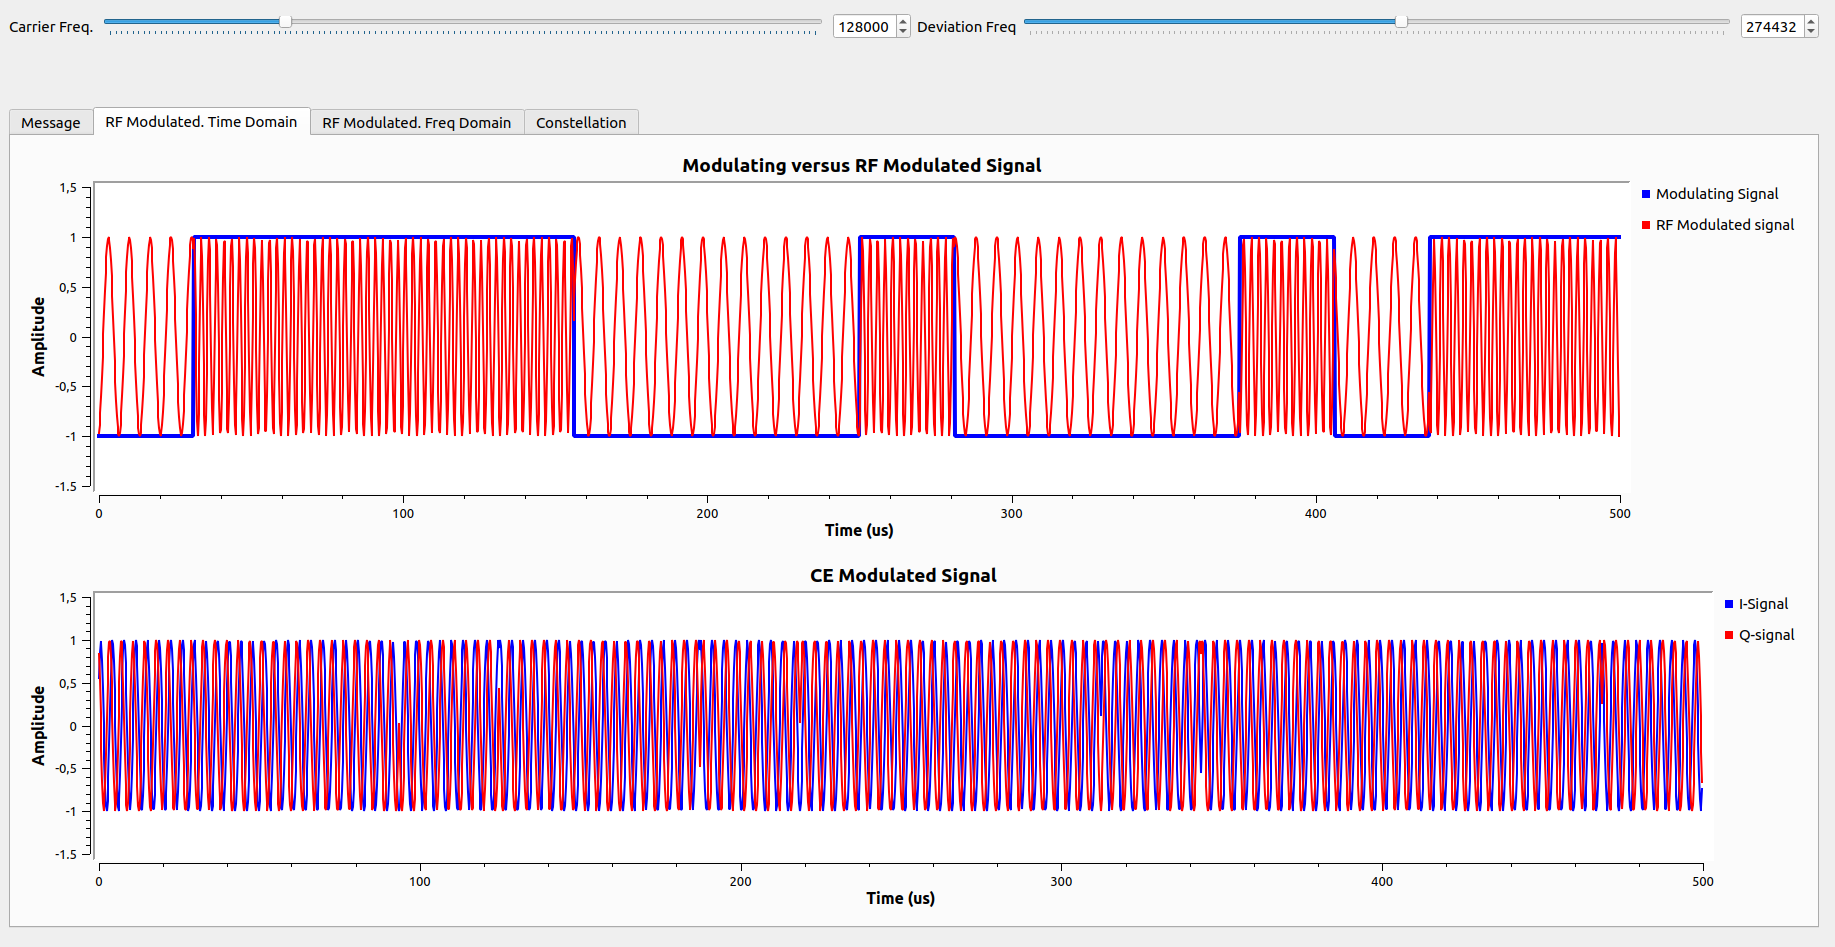 Carrier Freq. 128000 Deviation Freq 274432
Message RF Modulated. Time Domain RF Modulated. Freq Domain Constellation
Modulating versus RF Modulated Signal
1,5
1
0,5
0
-0,5
-1
-1.5
Amplitude
0 100 200 300 400 500
Time (us)
Modulating Signal
RF Modulated signal
CE Modulated Signal
1,5
1
0,5
0
-0,5
-1
-1.5
Amplitude
0 100 200 300 400 500
Time (us)
I-Signal
Q-signal